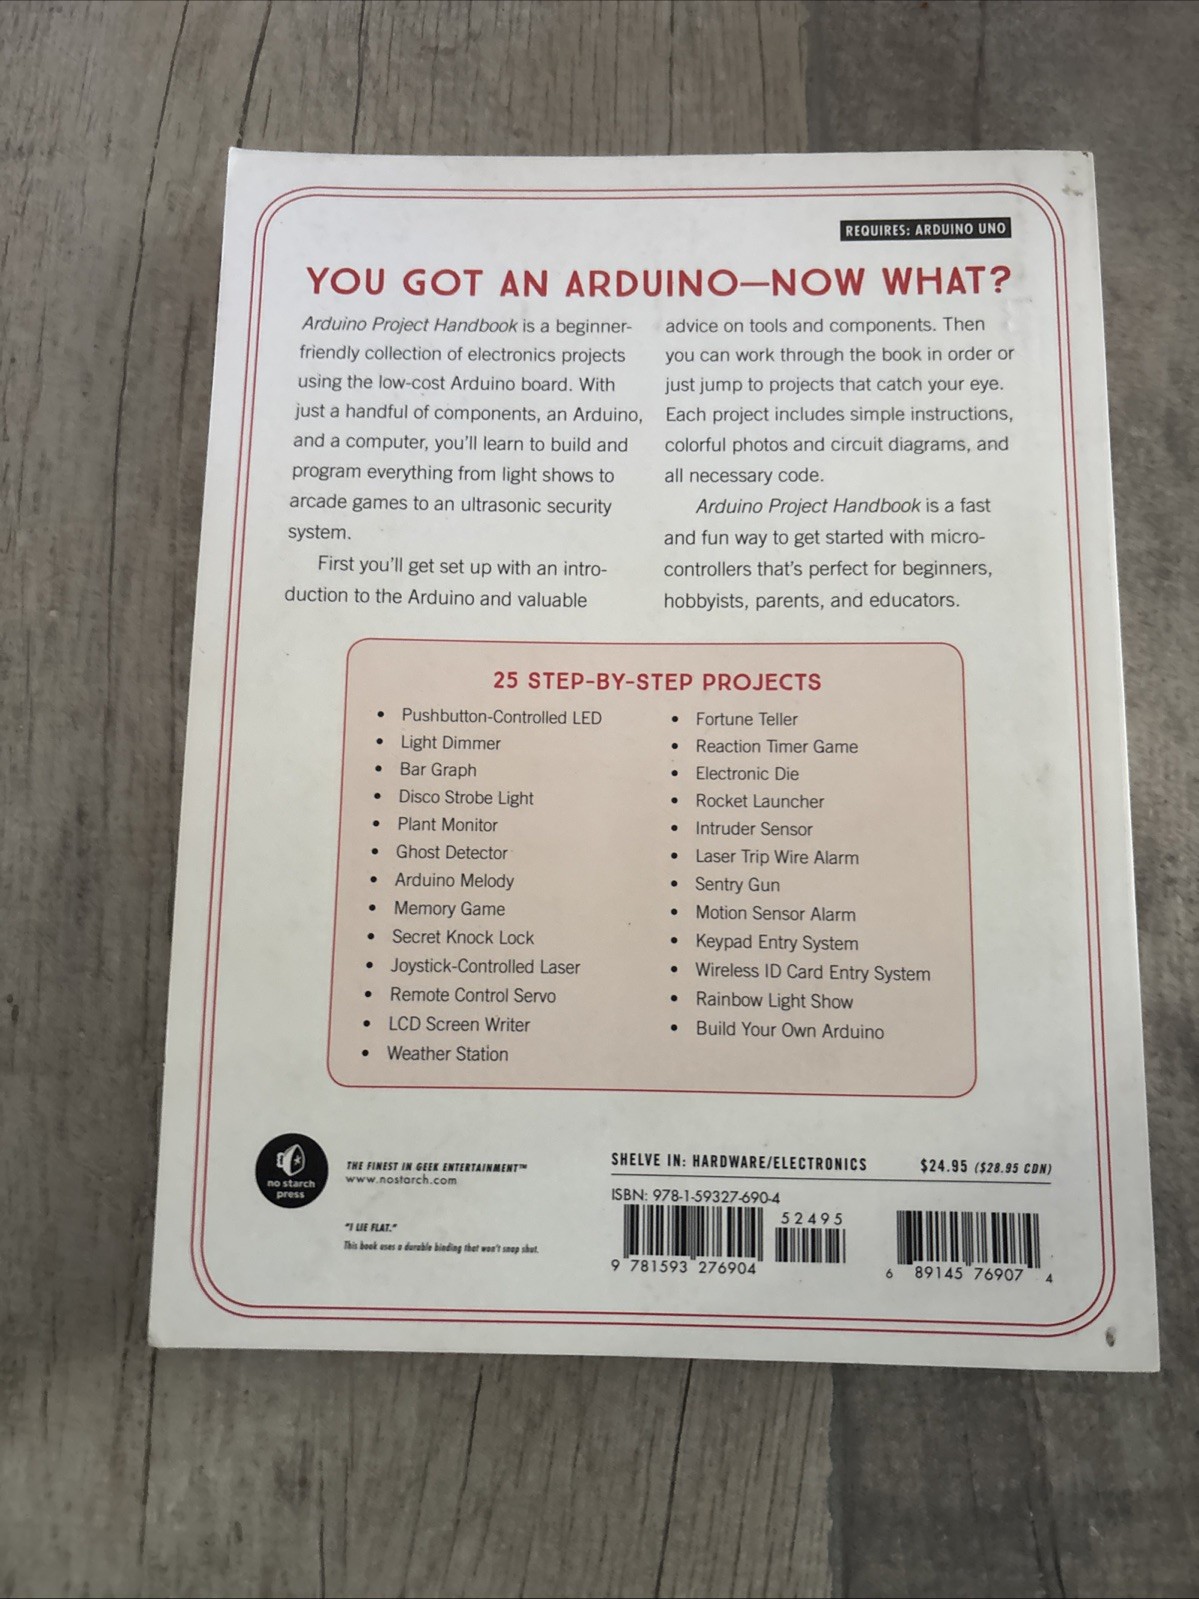 REQUIRES: ARDUINO UNO
YOU GOT AN ARDUINO—NOW WHAT?
Arduino Project Handbook is a beginner-
friendly collection of electronics projects
using the low-cost Arduino board. With
just a handful of components, an Arduino,
and a computer, you'll learn to build and
program everything from light shows to
arcade games to an ultrasonic security
system.
First you'll get set up with an intro-
duction to the Arduino and valuable
advice on tools and components. Then
you can work through the book in order or
just jump to projects that catch your eye.
Each project includes simple instructions,
colorful photos and circuit diagrams, and
all necessary code.
Arduino Project Handbook is a fast
and fun way to get started with micro-
controllers that's perfect for beginners,
hobbyists, parents, and educators.
25 STEP-BY-STEP PROJECTS
• Pushbutton-Controlled LED
• Light Dimmer
• Bar Graph
• Disco Strobe Light
• Plant Monitor
• Ghost Detector
• Arduino Melody
• Memory Game
• Secret Knock Lock
• Joystick-Controlled Laser
• Remote Control Servo
• LCD Screen Writer
• Weather Station
• Fortune Teller
• Reaction Timer Game
• Electronic Die
• Rocket Launcher
• Intruder Sensor
• Laser Trip Wire Alarm
• Sentry Gun
• Motion Sensor Alarm
• Keypad Entry System
• Wireless ID Card Entry System
• Rainbow Light Show
• Build Your Own Arduino
no starch
press
THE FINEST IN GEEK ENTERTAINMENT™
www.nostarch.com
"I LIE FLAT."
This book uses a durable binding that won't snap shut.
SHELVE IN: HARDWARE/ELECTRONICS
$24.95 ($28.95 CDN)
ISBN: 978-1-59327-690-4
52495
9 781593 276904
6 89145 76907 4